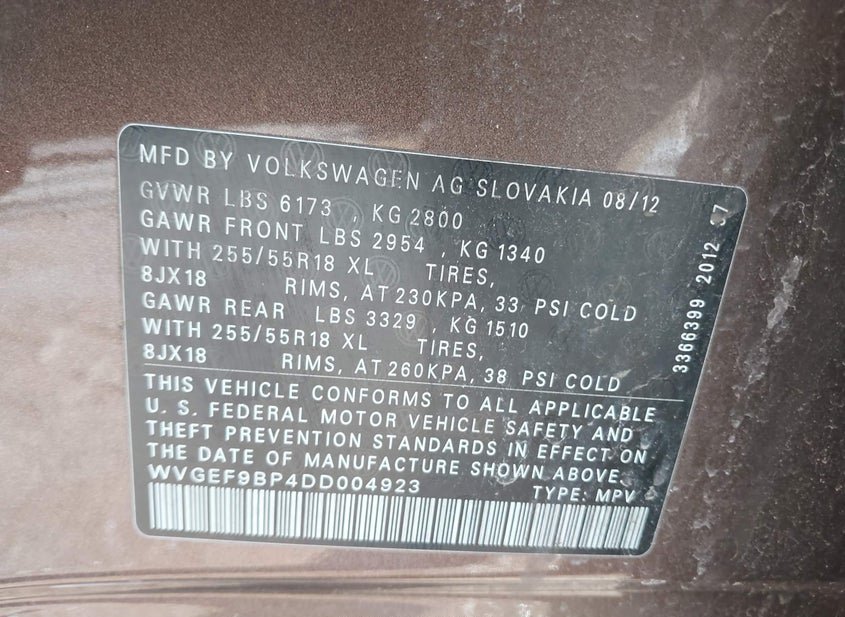 MFD BY VOLKSWAGEN AG SLOVAKIA 08/12
GVWR LBS 6173 , KG 2800
GAWR FRONT LBS 2954 , KG 1340
WITH 255/55R18 XL TIRES,
8JX18 RIMS, AT 230KPA, 33 PSI COLD
GAWR REAR LBS 3329 , KG 1510
WITH 255/55R18 XL TIRES,
8JX18 RIMS, AT 260KPA, 38 PSI COLD
THIS VEHICLE CONFORMS TO ALL APPLICABLE
U. S. FEDERAL MOTOR VEHICLE SAFETY AND
THEFT PREVENTION STANDARDS IN EFFECT ON
THE DATE OF MANUFACTURE SHOWN ABOVE.
WVGEF9BP4DD004923 TYPE: MPV
3366399 2012 07